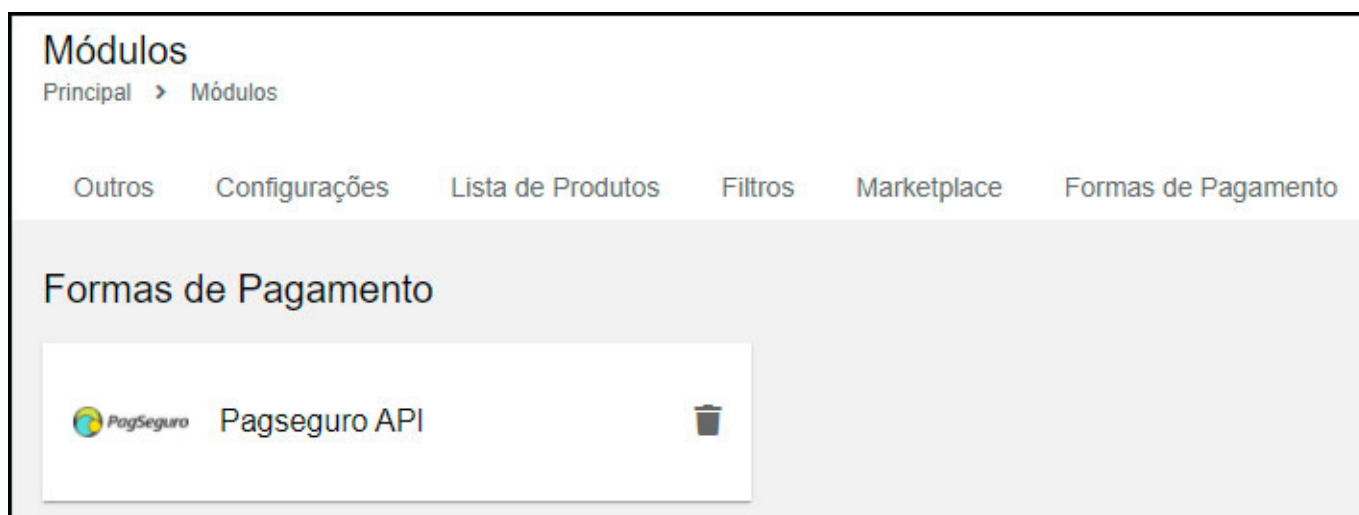 Módulos
Principal > Módulos
Outros Configurações Lista de Produtos Filtros Marketplace Formas de Pagamento
Formas de Pagamento
PagSeguro Pagseguro API